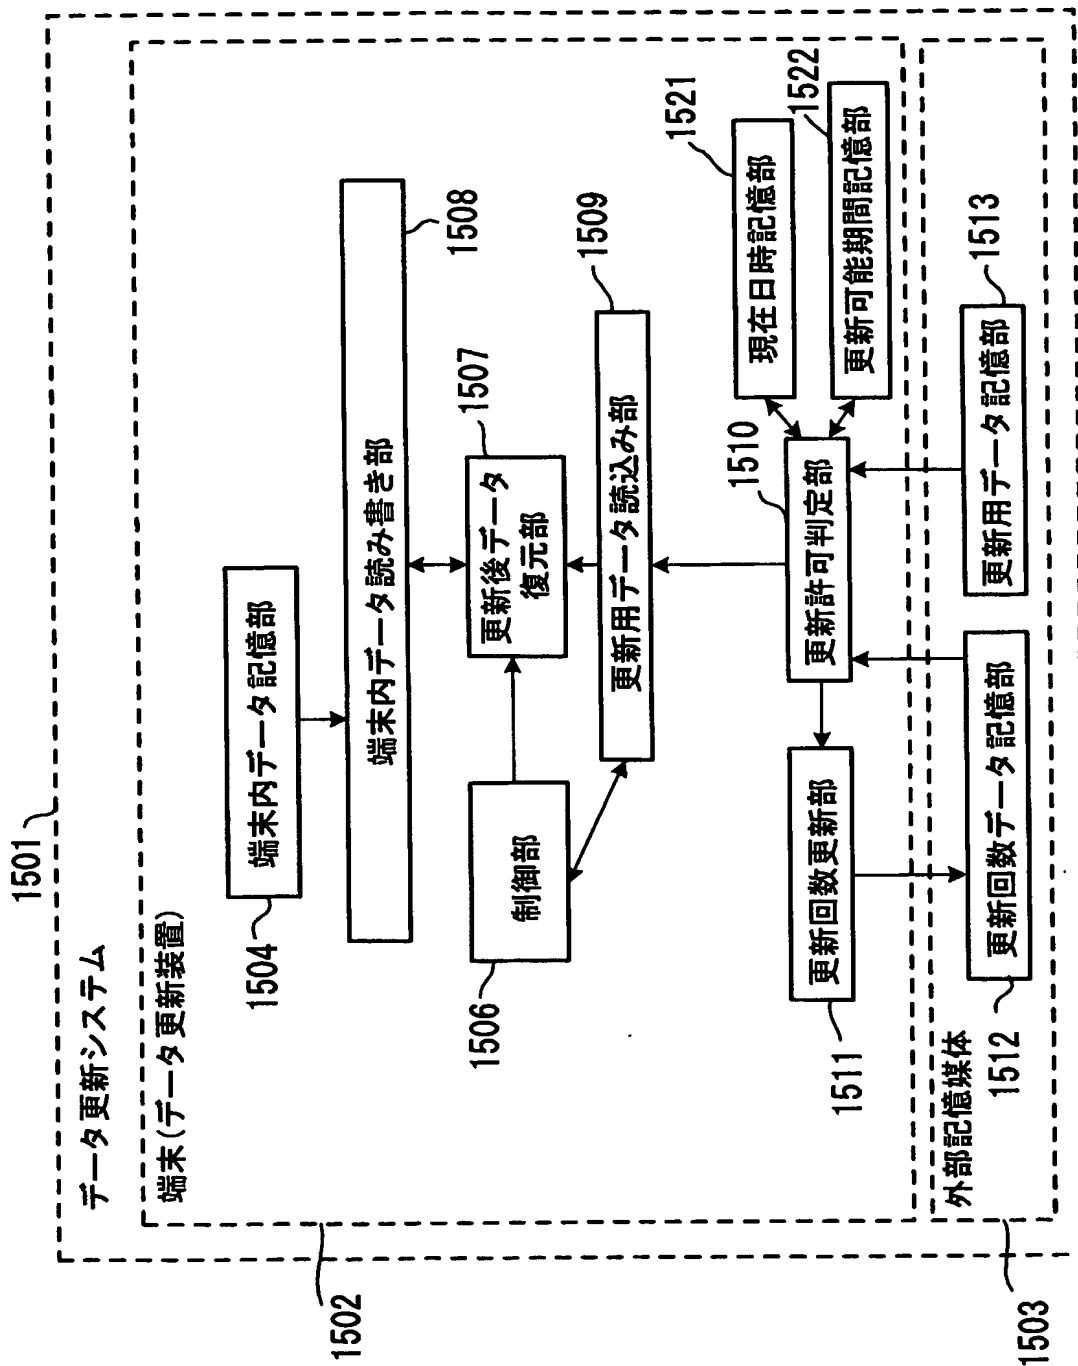 1501
データ更新システム
端末(データ更新装置)
1502
端末内データ記憶部
1504
端末内データ読み書き部
1508
制御部
1506
更新後データ
復元部
1507
更新用データ読込み部
1509
更新回数更新部
1511
更新許可判定部
1510
現在日時記憶部
1521
更新可能期間記憶部
1522
外部記憶媒体
1503
更新回数データ記憶部
1512
更新用データ記憶部
1513